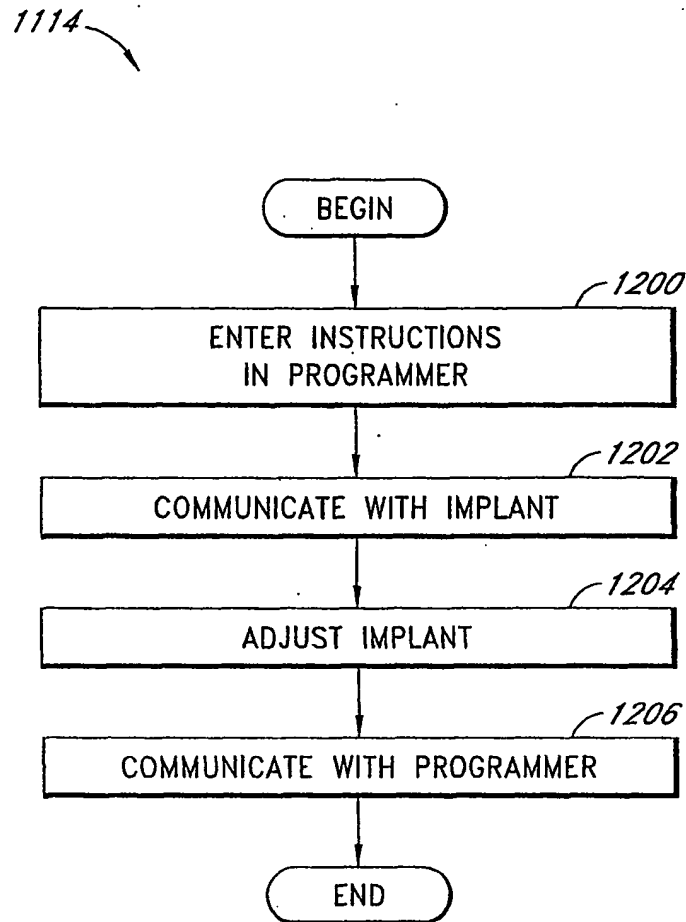 1114
BEGIN
1200
ENTER INSTRUCTIONS
IN PROGRAMMER
1202
COMMUNICATE WITH IMPLANT
1204
ADJUST IMPLANT
1206
COMMUNICATE WITH PROGRAMMER
END